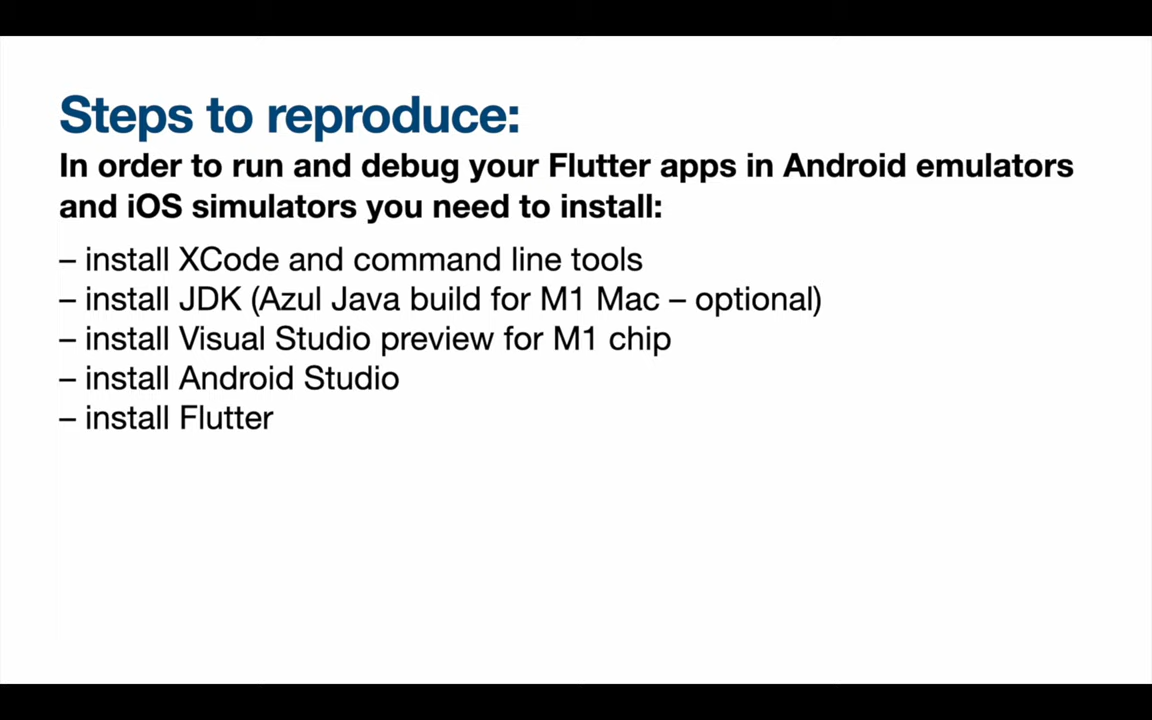 Steps to reproduce:
In order to run and debug your Flutter apps in Android emulators
and iOS simulators you need to install:
– install XCode and command line tools
– install JDK (Azul Java build for M1 Mac – optional)
– install Visual Studio preview for M1 chip
– install Android Studio
– install Flutter